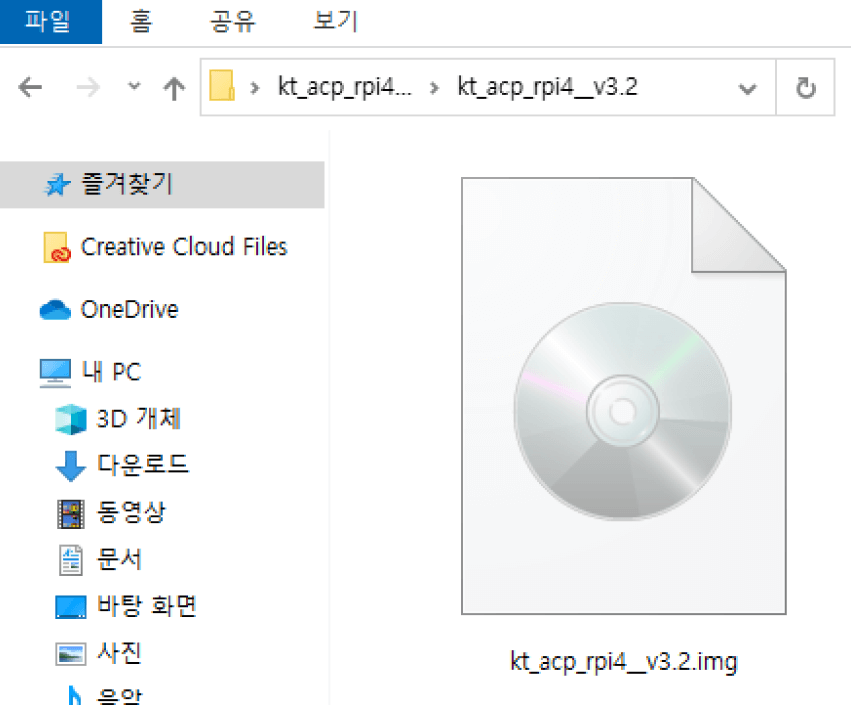 파일 홈 공유 보기
kt_acp_rpi4... kt_acp_rpi4__v3.2
즐겨찾기
Creative Cloud Files
OneDrive
내 PC
3D 개체
다운로드
동영상
문서
바탕 화면
사진
음악
kt_acp_rpi4__v3.2.img